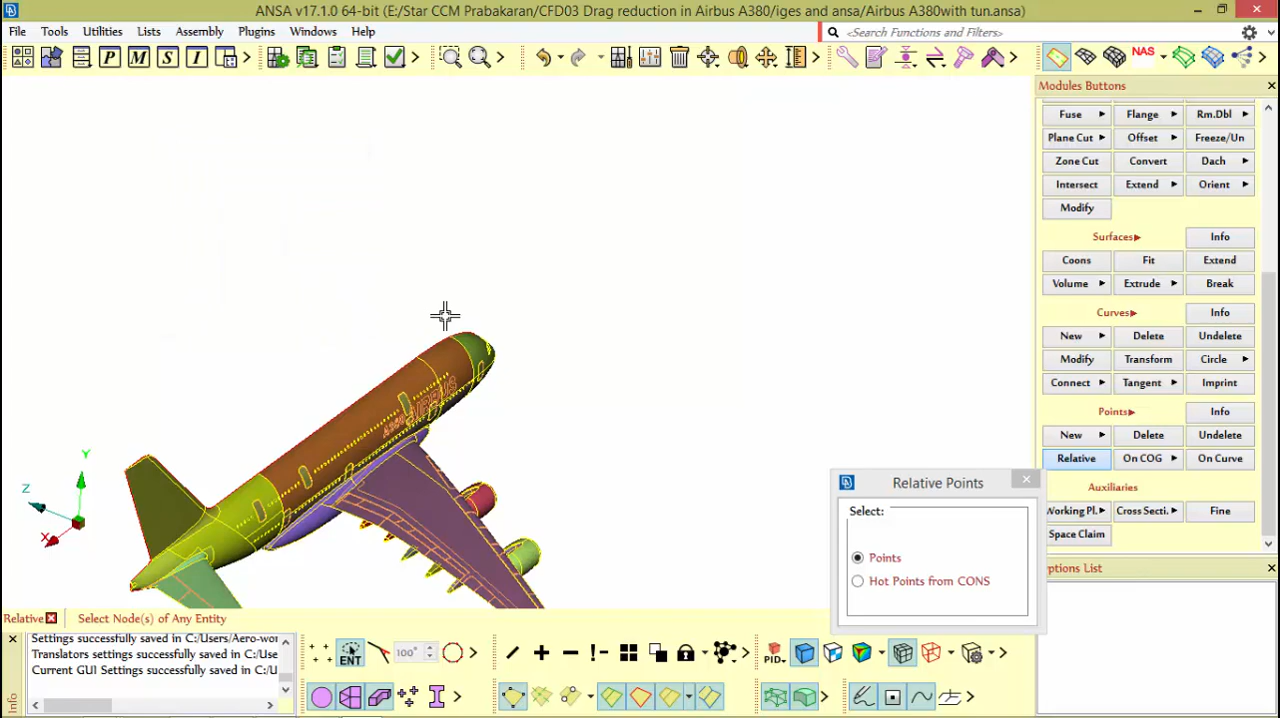 ANSA v17.1.0 64-bit (E:/Star CCM Prabakaran/CFD03 Drag reduction in Airbus A380/iges and ansa/Airbus A380with tun.ansa)
File Tools Utilities Lists Assembly Plugins Windows Help
<Search Functions and Filters>
P M S I NAS
Modules Buttons
Fuse Flange Rm.Dbl
Plane Cut Offset Freeze/Un
Zone Cut Convert Dach
Intersect Extend Orient
Modify
Surfaces Info
Coons Fit Extend
Volume Extrude Break
Curves Info
New Delete Undelete
Modify Transform Circle
Connect Tangent Imprint
Points Info
New Delete Undelete
Relative On COG On Curve
Auxiliaries
Working Pl. Cross Secti. Fine
Space Claim
ptions List
Relative Points
Select:
Points
Hot Points from CONS
A380 AIRBUS
Y
Z
X
Relative Select Node(s) of Any Entity
Settings successfully saved in C:/Users/Aero-wor
Translators settings successfully saved in C:/Use
Current GUI Settings successfully saved in C:/U
Info
ENT 100° PID